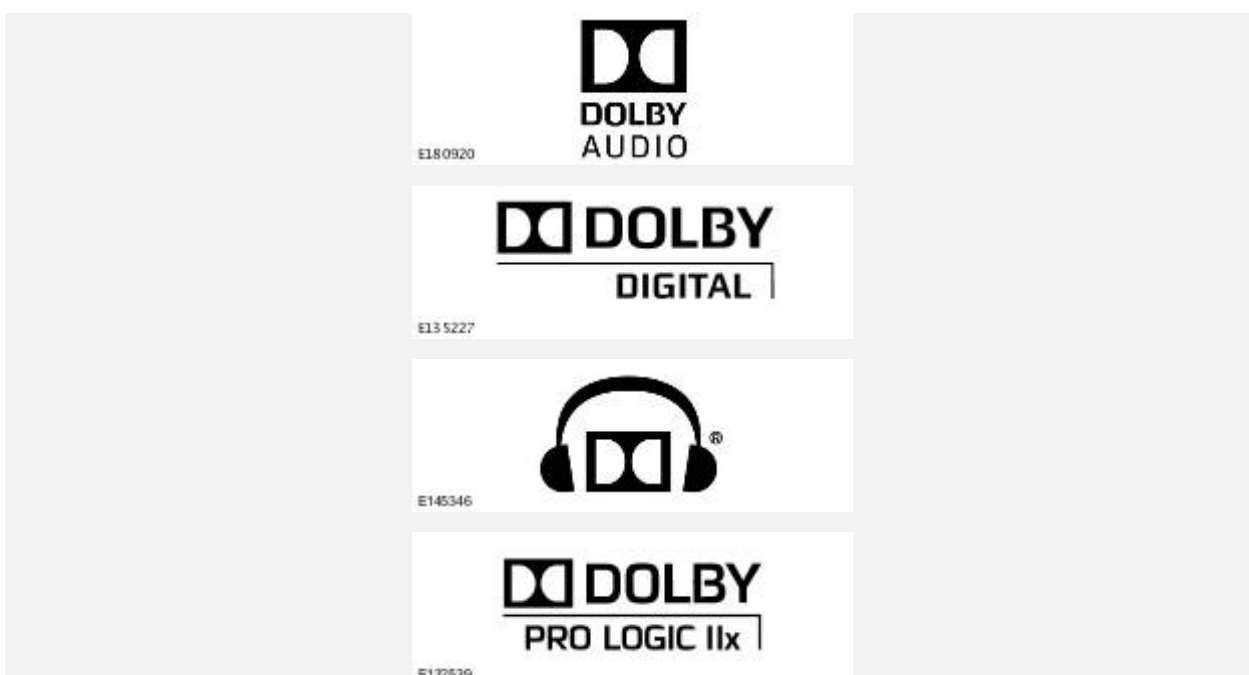 DOLBY
AUDIO
E180920
DOLBY
DIGITAL
E135227
®
E145346
DOLBY
PRO LOGIC IIx